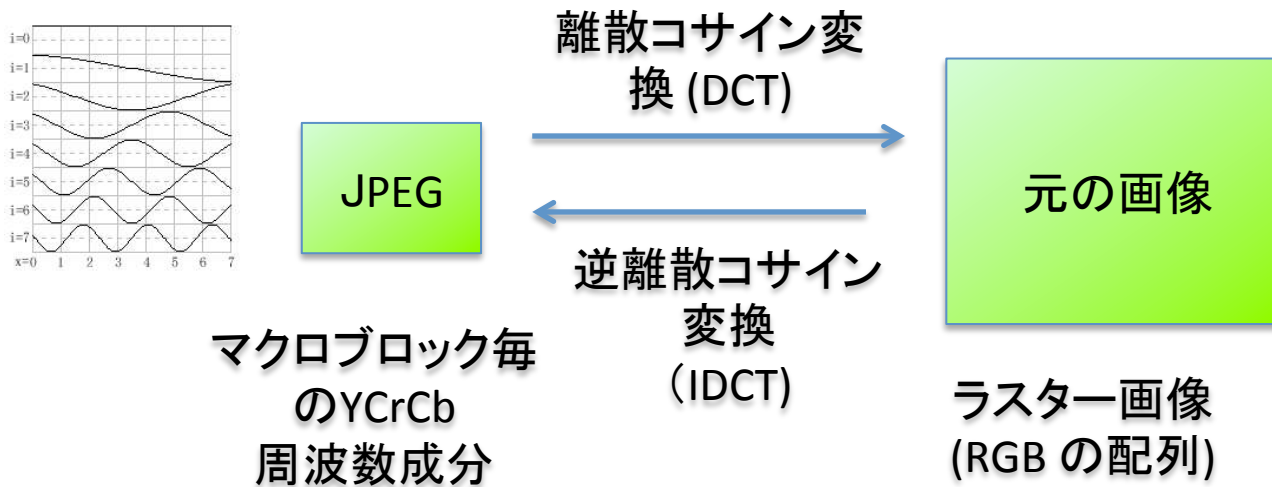 i=0
i=1
i=2
i=3
i=4
i=5
i=6
i=7
x=0 1 2 3 4 5 6 7
JPEG
マクロブロック毎
のYCrCb
周波数成分
離散コサイン変
換 (DCT)
逆離散コサイン
変換
（IDCT)
元の画像
ラスター画像
(RGB の配列)